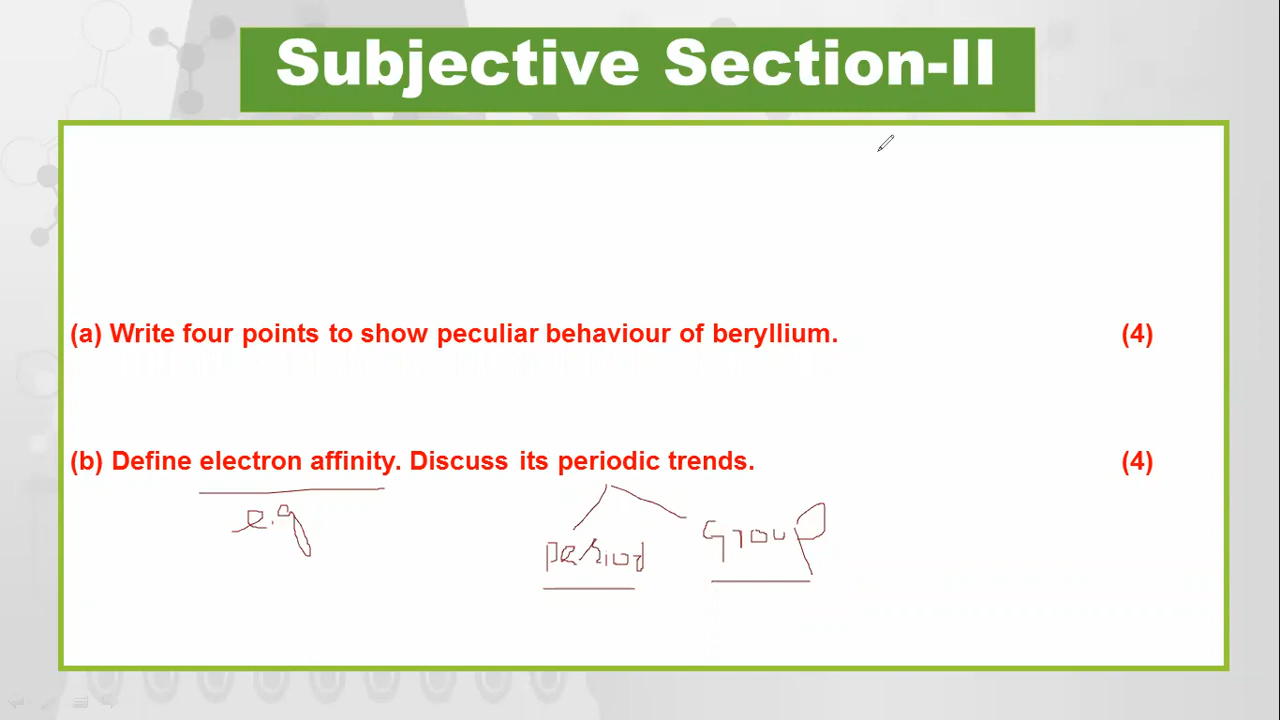 Subjective Section-II
(a) Write four points to show peculiar behaviour of beryllium. (4)
(b) Define electron affinity. Discuss its periodic trends. (4)
e.g
period Group